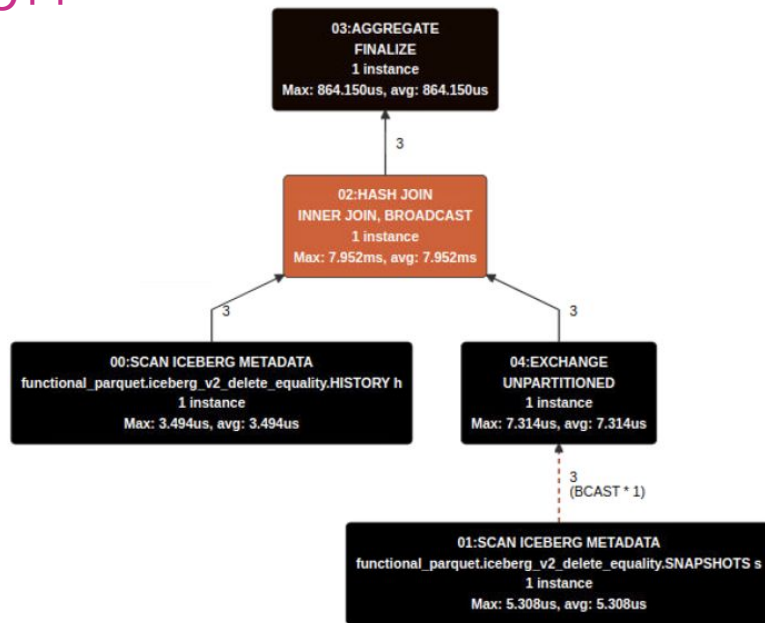 03:AGGREGATE
FINALIZE
1 instance
Max: 864.150us, avg: 864.150us
3
02:HASH JOIN
INNER JOIN, BROADCAST
1 instance
Max: 7.952ms, avg: 7.952ms
3
3
00:SCAN ICEBERG METADATA
functional_parquet.iceberg_v2_delete_equality.HISTORY h
1 instance
Max: 3.494us, avg: 3.494us
04:EXCHANGE
UNPARTITIONED
1 instance
Max: 7.314us, avg: 7.314us
3
(BCAST * 1)
01:SCAN ICEBERG METADATA
functional_parquet.iceberg_v2_delete_equality.SNAPSHOTS s
1 instance
Max: 5.308us, avg: 5.308us